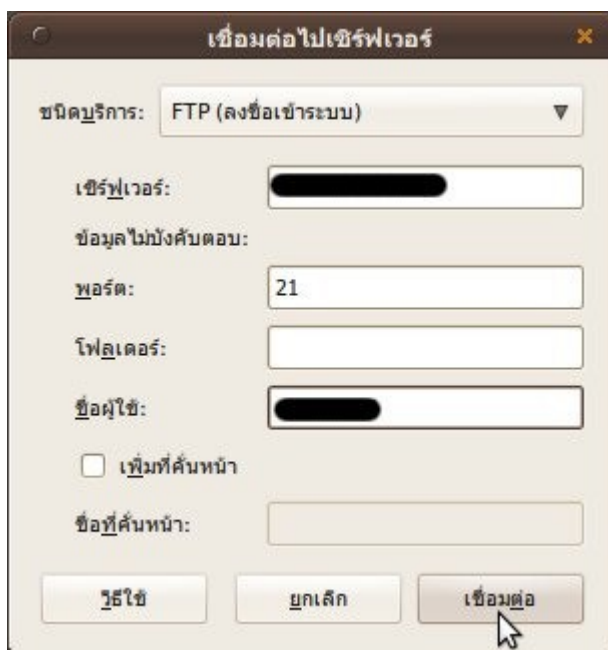 เชื่อมต่อไปเซิร์ฟเวอร์
ชนิดบริการ: FTP (ลงชื่อเข้าระบบ)
เซิร์ฟเวอร์:
ข้อมูลไม่บังคับตอบ:
พอร์ต: 21
โฟลเดอร์:
ชื่อผู้ใช้:
เพิ่มที่คั่นหน้า
ชื่อที่คั่นหน้า:
วิธีใช้ ยกเลิก เชื่อมต่อ